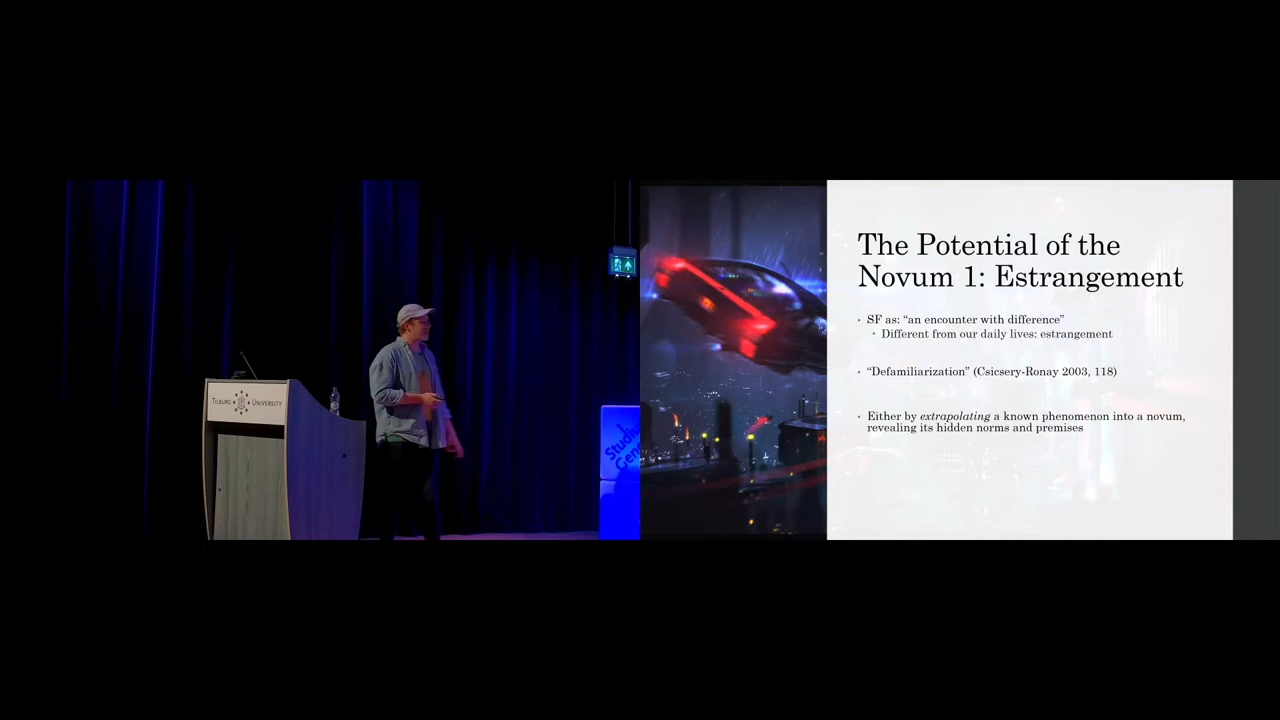 TILBURG UNIVERSITY
Studium
Gene
The Potential of the
Novum 1: Estrangement
SF as: “an encounter with difference”
Different from our daily lives: estrangement
“Defamiliarization” (Csicsery-Ronay 2003, 118)
Either by extrapolating a known phenomenon into a novum,
revealing its hidden norms and premises